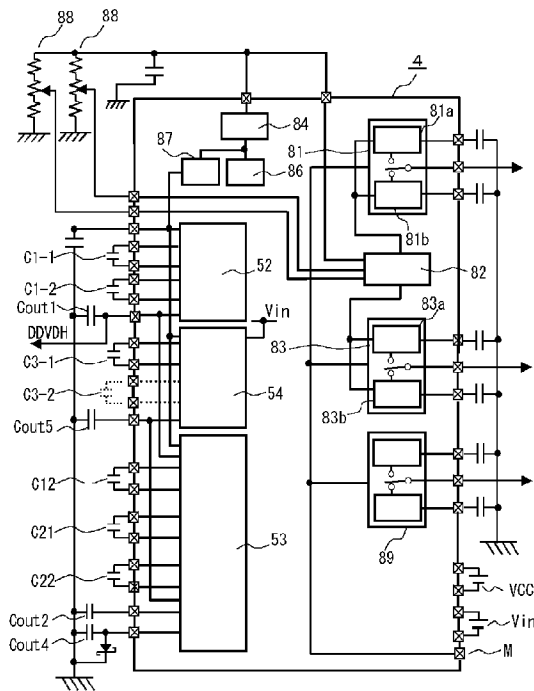 88
88
4
81a
84
81
87
86
81b
C1-1
52
82
C1-2
Cout1
Vin
83a
DDVDH
83
C3-1
54
C3-2
83b
Cout5
C12
53
C21
89
C22
VCC
Cout2
Vin
Cout4
M